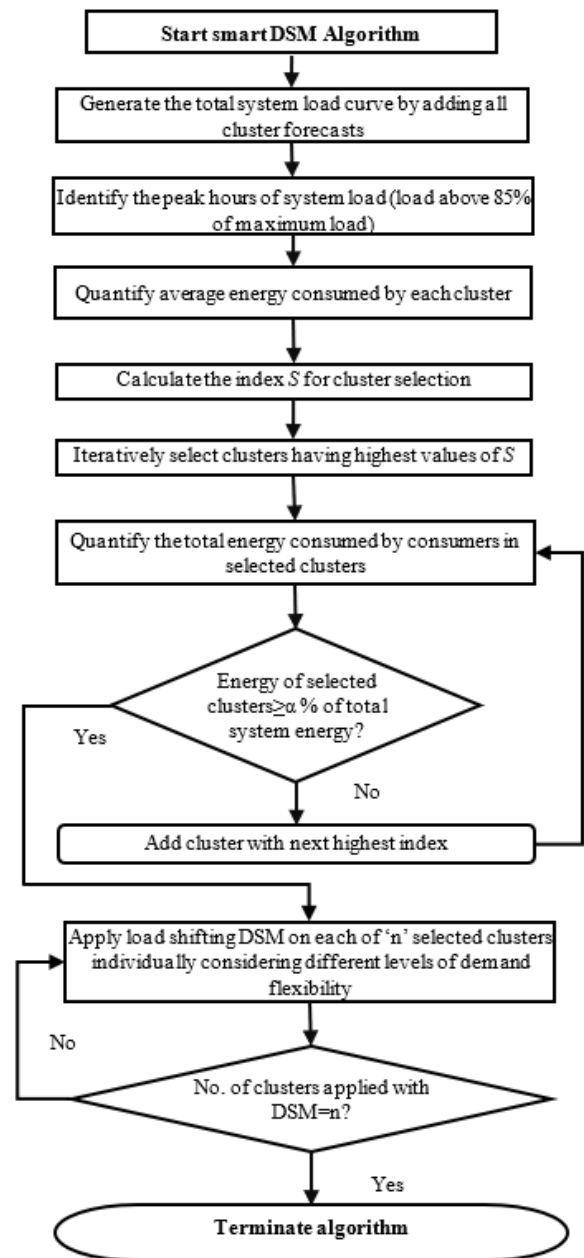 Start smart DSM Algorithm
Generate the total system load curve by adding all
cluster forecasts
Identify the peak hours of system load (load above 85%
of maximum load)
Quantify average energy consumed by each cluster
Calculate the index S for cluster selection
Iteratively select clusters having highest values of S
Quantify the total energy consumed by consumers in
selected clusters
Energy of selected
clusters≥α % of total
system energy?
Yes
No
Add cluster with next highest index
Apply load shifting DSM on each of ‘n’ selected clusters
individually considering different levels of demand
flexibility
No
No. of clusters applied with
DSM=n?
Yes
Terminate algorithm